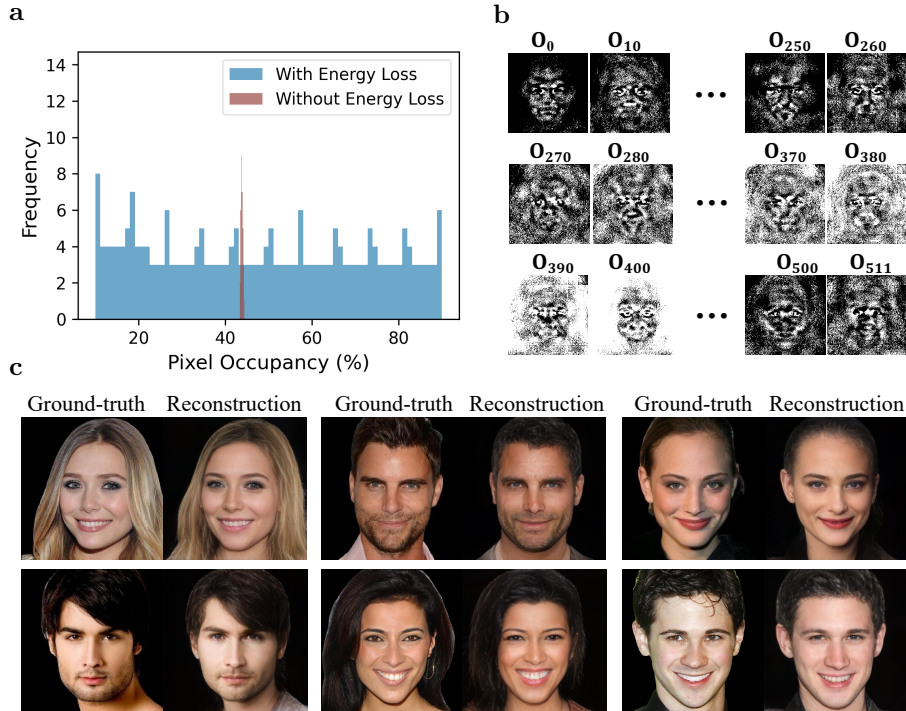 a
14
12
10
8
6
4
2
0
Frequency
With Energy Loss
Without Energy Loss
20 40 60 80
Pixel Occupancy (%)
b
O0 O10 ••• O250 O260
O270 O280 ••• O370 O380
O390 O400 ••• O500 O511
c
Ground-truth Reconstruction Ground-truth Reconstruction Ground-truth Reconstruction